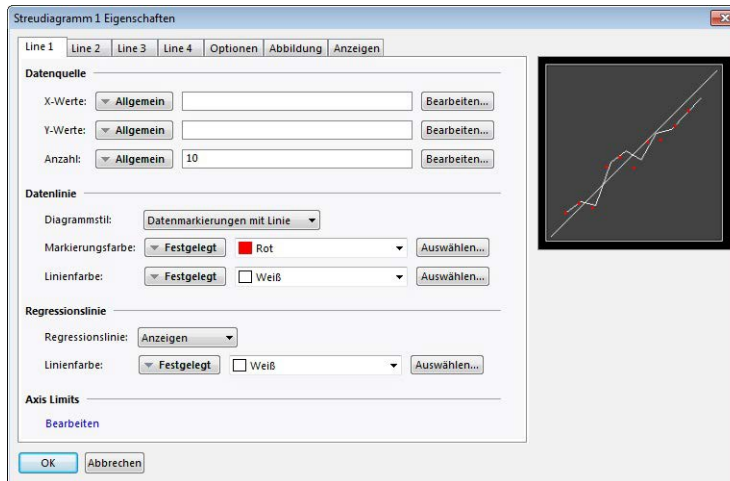 Streudiagramm 1 Eigenschaften
Line 1 Line 2 Line 3 Line 4 Optionen Abbildung Anzeigen
Datenquelle
X-Werte: Allgemein Bearbeiten...
Y-Werte: Allgemein Bearbeiten...
Anzahl: Allgemein 10 Bearbeiten...
Datenlinie
Diagrammstil: Datenmarkierungen mit Linie
Markierungsfarbe: Festgelegt Rot Auswählen...
Linienfarbe: Festgelegt Weiß Auswählen...
Regressionslinie
Regressionslinie: Anzeigen
Linienfarbe: Festgelegt Weiß Auswählen...
Axis Limits
Bearbeiten
OK Abbrechen